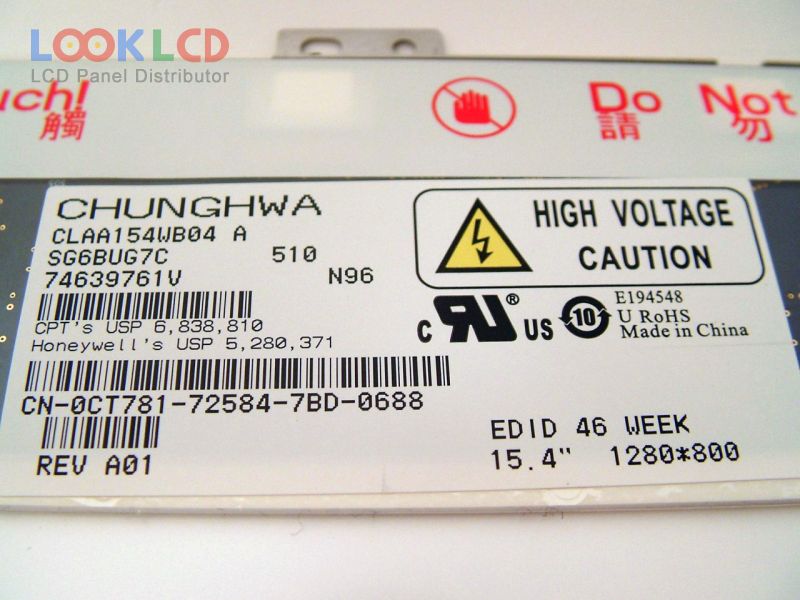 LOOKLCD
LCD Panel Distributor
uch! Do Not
觸 請 勿
CHUNGHWA
CLAA154WB04 A
SG6BUG7C 510
74639761V N96
CPT's USP 6,838,810
Honeywell's USP 5,280,371
CN-0CT781-72584-7BD-0688
REV A01
HIGH VOLTAGE
CAUTION
c RU® US 10
E194548
U RoHS
Made in China
EDID 46 WEEK
15.4" 1280*800